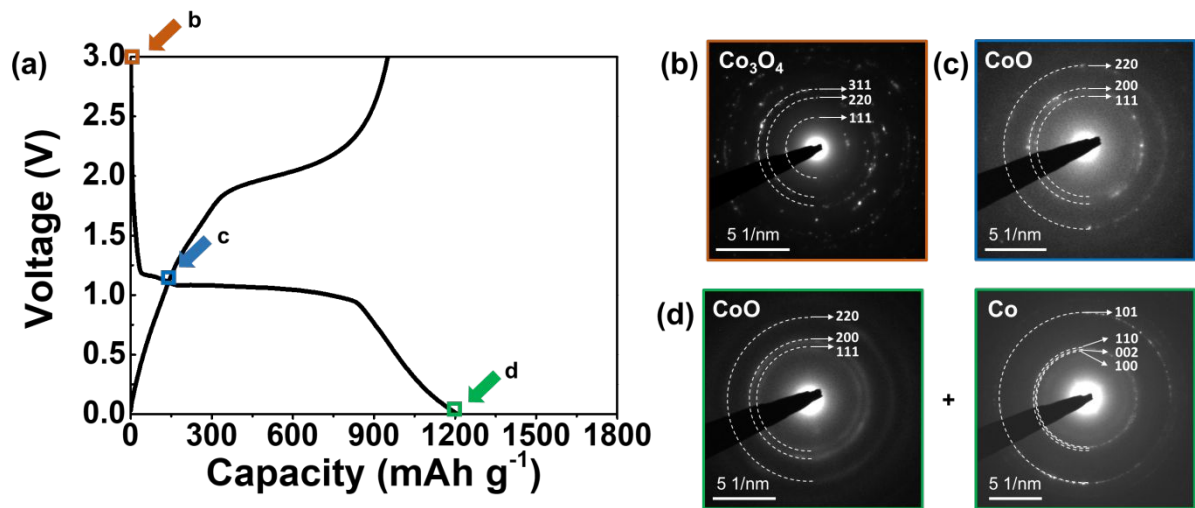 (a)
b
3.0
2.5
2.0
1.5
1.0
0.5
0.0
Voltage (V)
c
d
0 300 600 900 1200 1500 1800
Capacity (mAh g⁻¹)
(b)
Co₃O₄
311
220
111
5 1/nm
(c)
CoO
220
200
111
5 1/nm
(d)
CoO
220
200
111
5 1/nm
+
Co
101
110
002
100
5 1/nm